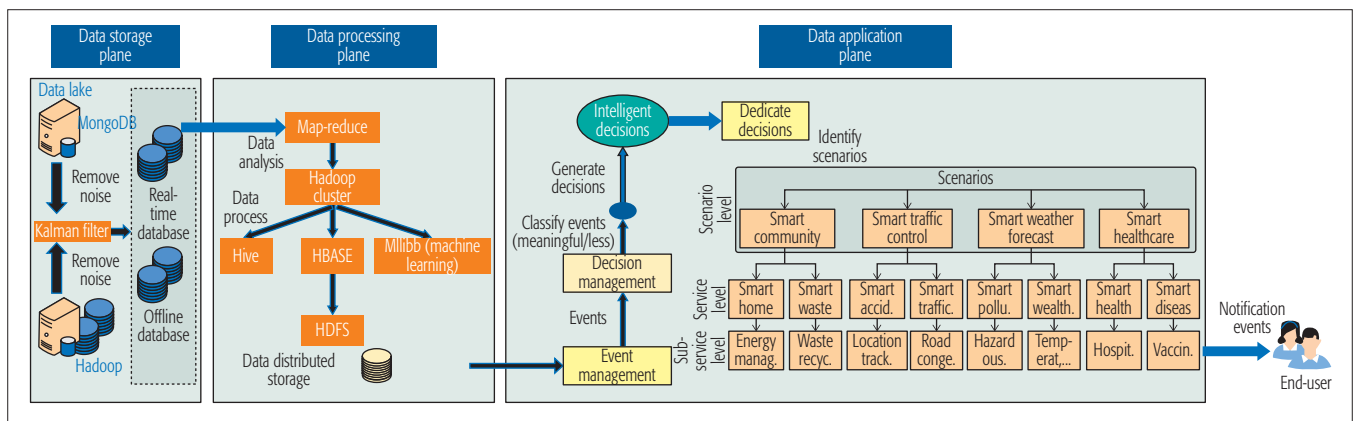 Data storage
plane
Data processing
plane
Data application
plane
Data lake
MongoDB
Remove
noise
Kalman filter
Remove
noise
Hadoop
Real-
time
database
Offline
database
Map-reduce
Data
analysis
Hadoop
cluster
Data
process
Hive
HBASE
Mllibb (machine
learning)
HDFS
Data distributed
storage
Intelligent
decisions
Dedicate
decisions
Generate
decisions
Classify events
(meaningful/less)
Decision
management
Events
Event
management
Identify
scenarios
Scenarios
Scenario
level
Smart
community
Smart traffic
control
Smart weather
forecast
Smart
healthcare
Service
level
Smart
home
Smart
waste
Smart
accid.
Smart
traffic.
Smart
pollu.
Smart
wealth.
Smart
health
Smart
diseas
Sub-
service
level
Energy
manag.
Waste
recyc.
Location
track.
Road
conge.
Hazard
ous.
Temp-
erat,...
Hospit.
Vaccin.
Notification
events
End-user